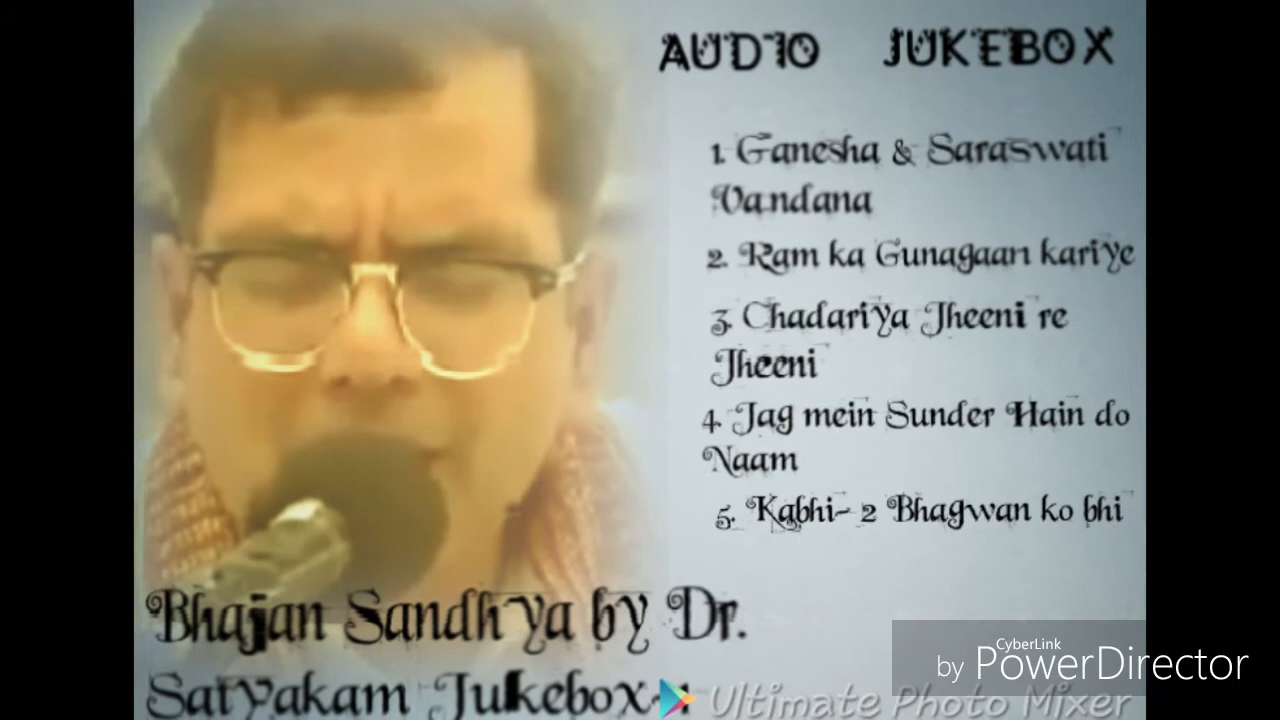 AUDIO JUKEBOX
1. Ganesha & Saraswati
Vandana
2. Ram ka Gunagaan kariye
3. Chadariya Jheeni re
Jheeni
4. Jag mein Sunder Hain do
Naam
5. Kabhi- 2 Bhagwan ko bhi
Bhajan Sandhya by Dr.
Satyakam Jukebox-1
Ultimate Photo Mixer
CyberLink
by PowerDirector